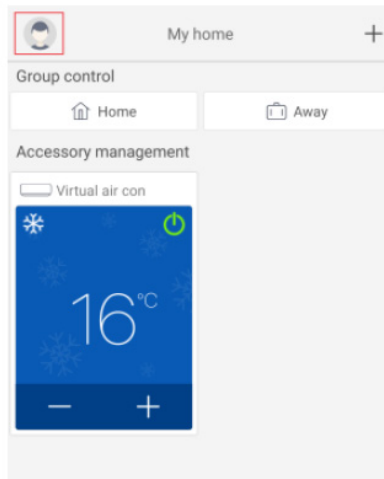 My home +
Group control
Home Away
Accessory management
Virtual air con
16°C
− +